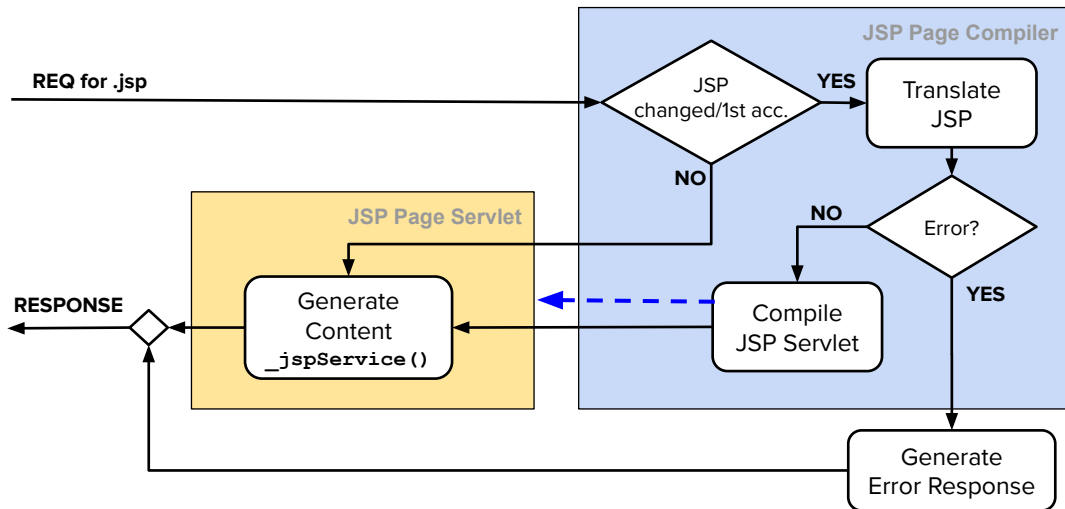 JSP Page Compiler
REQ for .jsp
JSP
changed/1st acc.
YES
Translate
JSP
NO
JSP Page Servlet
NO
Error?
YES
RESPONSE
Generate
Content
_jspService()
Compile
JSP Servlet
Generate
Error Response